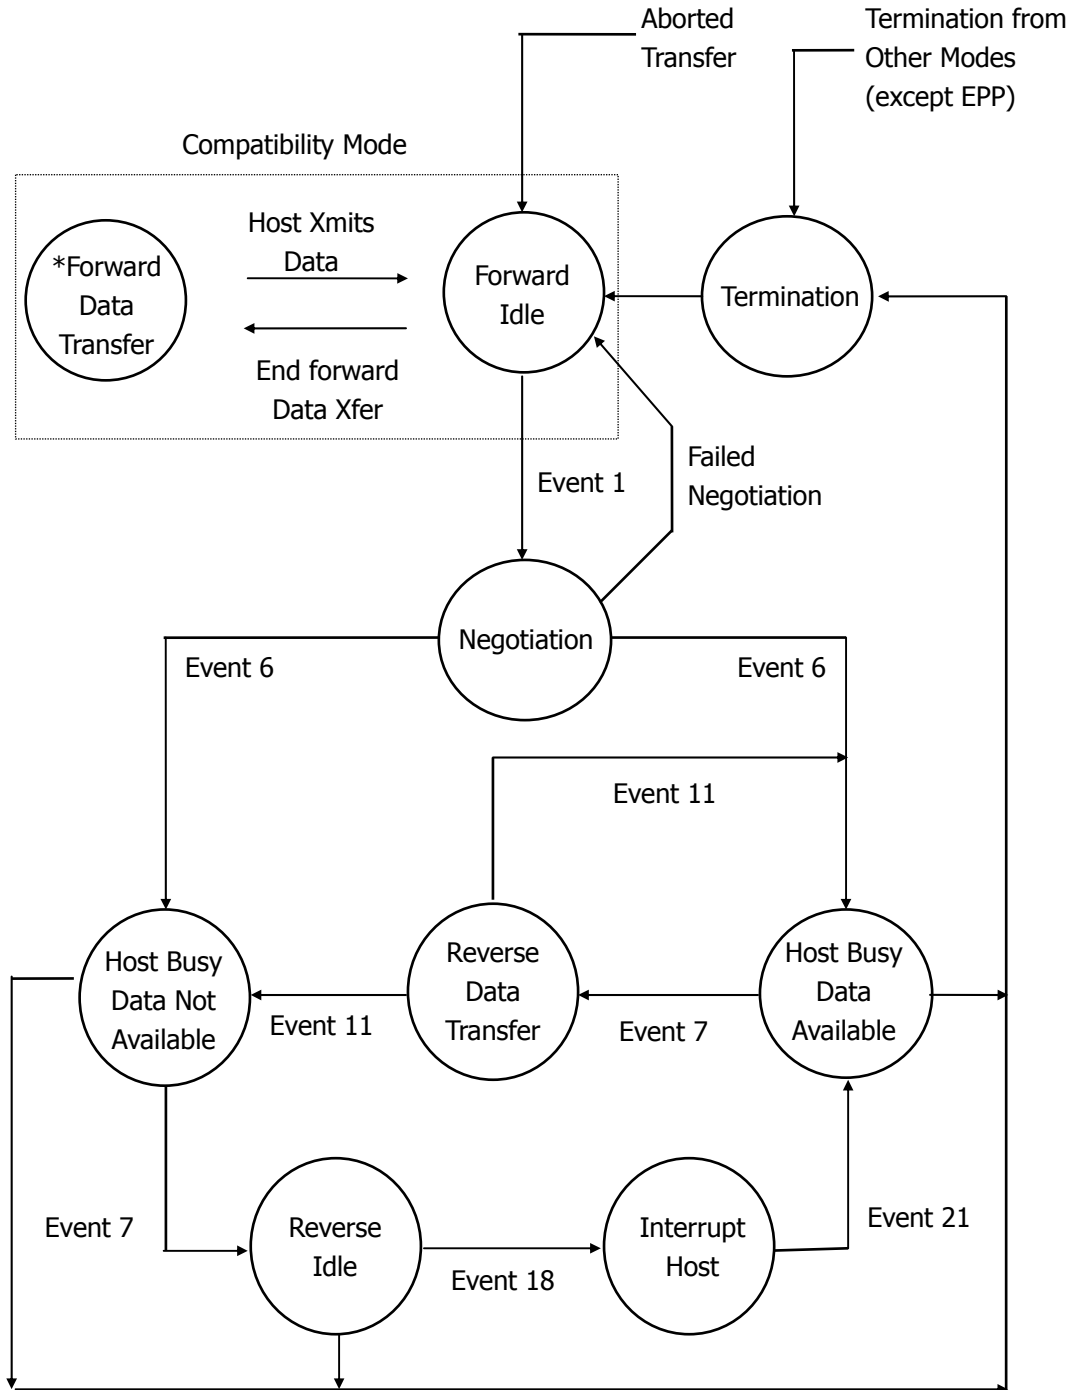 Aborted
Transfer
Termination from
Other Modes
(except EPP)
Compatibility Mode
*Forward
Data
Transfer
Host Xmits
Data
End forward
Data Xfer
Forward
Idle
Termination
Event 1
Failed
Negotiation
Negotiation
Event 6
Event 6
Event 11
Host Busy
Data Not
Available
Event 11
Reverse
Data
Transfer
Event 7
Host Busy
Data
Available
Event 7
Reverse
Idle
Event 18
Interrupt
Host
Event 21